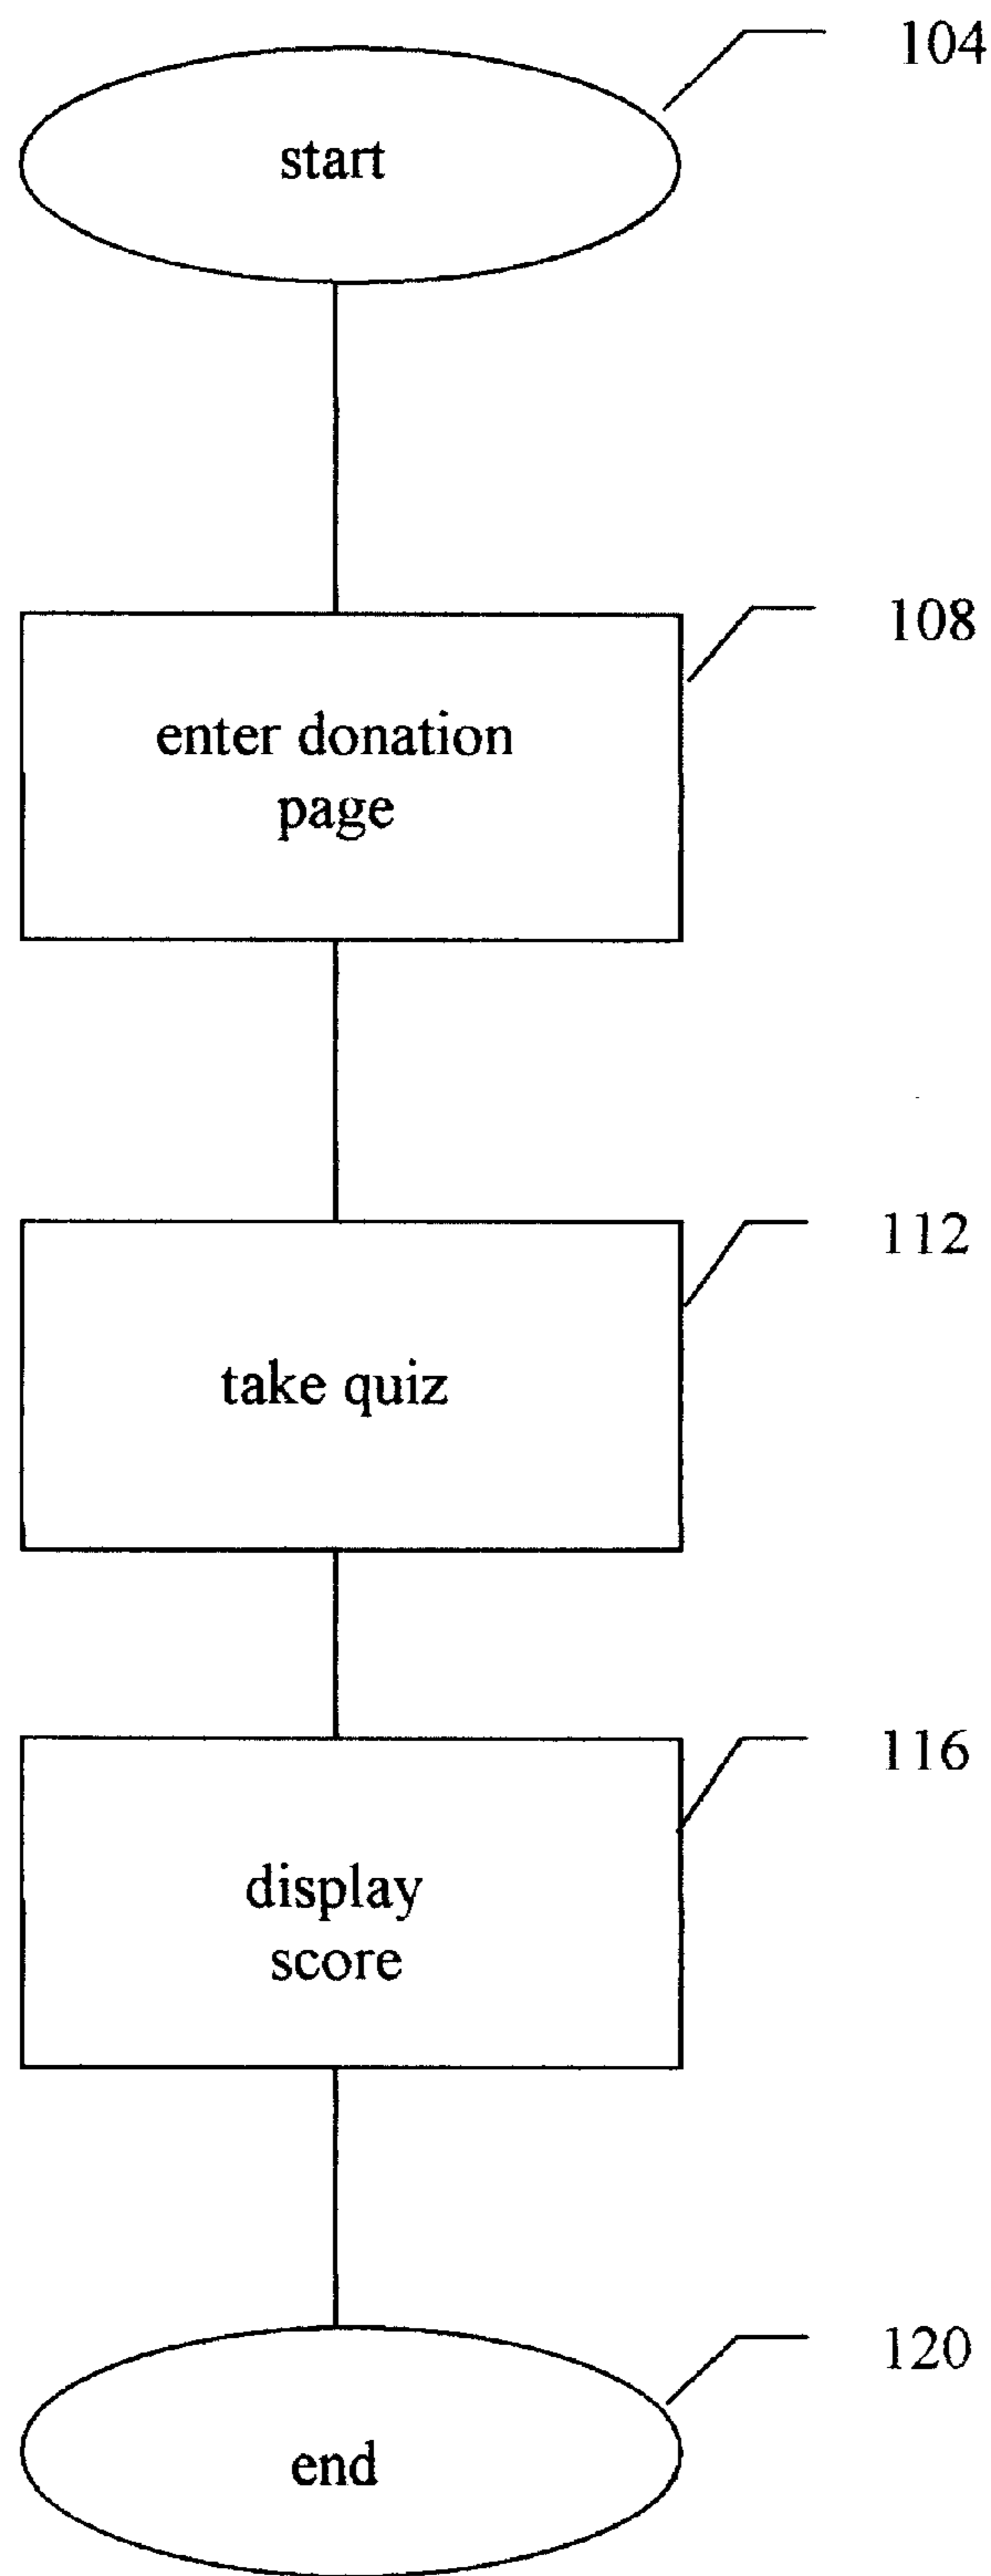 104
start
108
enter donation
page
112
take quiz
116
display
score
120
end